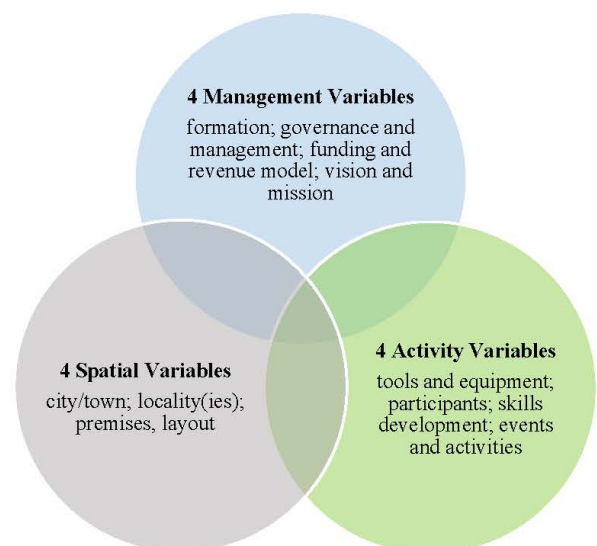 4 Management Variables
formation; governance and
management; funding and
revenue model; vision and
mission
4 Spatial Variables
city/town; locality(ies);
premises, layout
4 Activity Variables
tools and equipment;
participants; skills
development; events
and activities